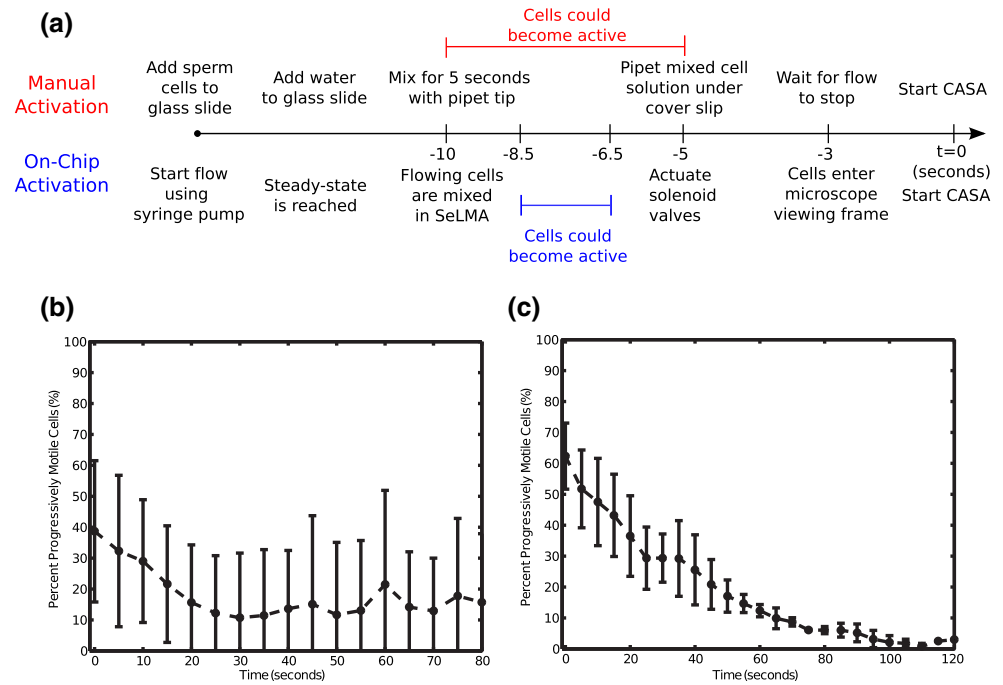 (a)
Cells could
become active
Manual
Activation
Add sperm
cells to
glass slide
Add water
to glass slide
Mix for 5 seconds
with pipet tip
Pipet mixed cell
solution under
cover slip
Wait for flow
to stop
Start CASA
-10
-8.5
-6.5
-5
-3
t=0
(seconds)
On-Chip
Activation
Start flow
using
syringe pump
Steady-state
is reached
Flowing cells
are mixed
in SeLMA
Actuate
solenoid
valves
Cells enter
microscope
viewing frame
Start CASA
Cells could
become active
(b)
Percent Progressively Motile Cells (%)
100
90
80
70
60
50
40
30
20
10
0
0 10 20 30 40 50 60 70 80
Time (seconds)
(c)
Percent Progressively Motile Cells (%)
100
90
80
70
60
50
40
30
20
10
0
0 20 40 60 80 100 120
Time (seconds)